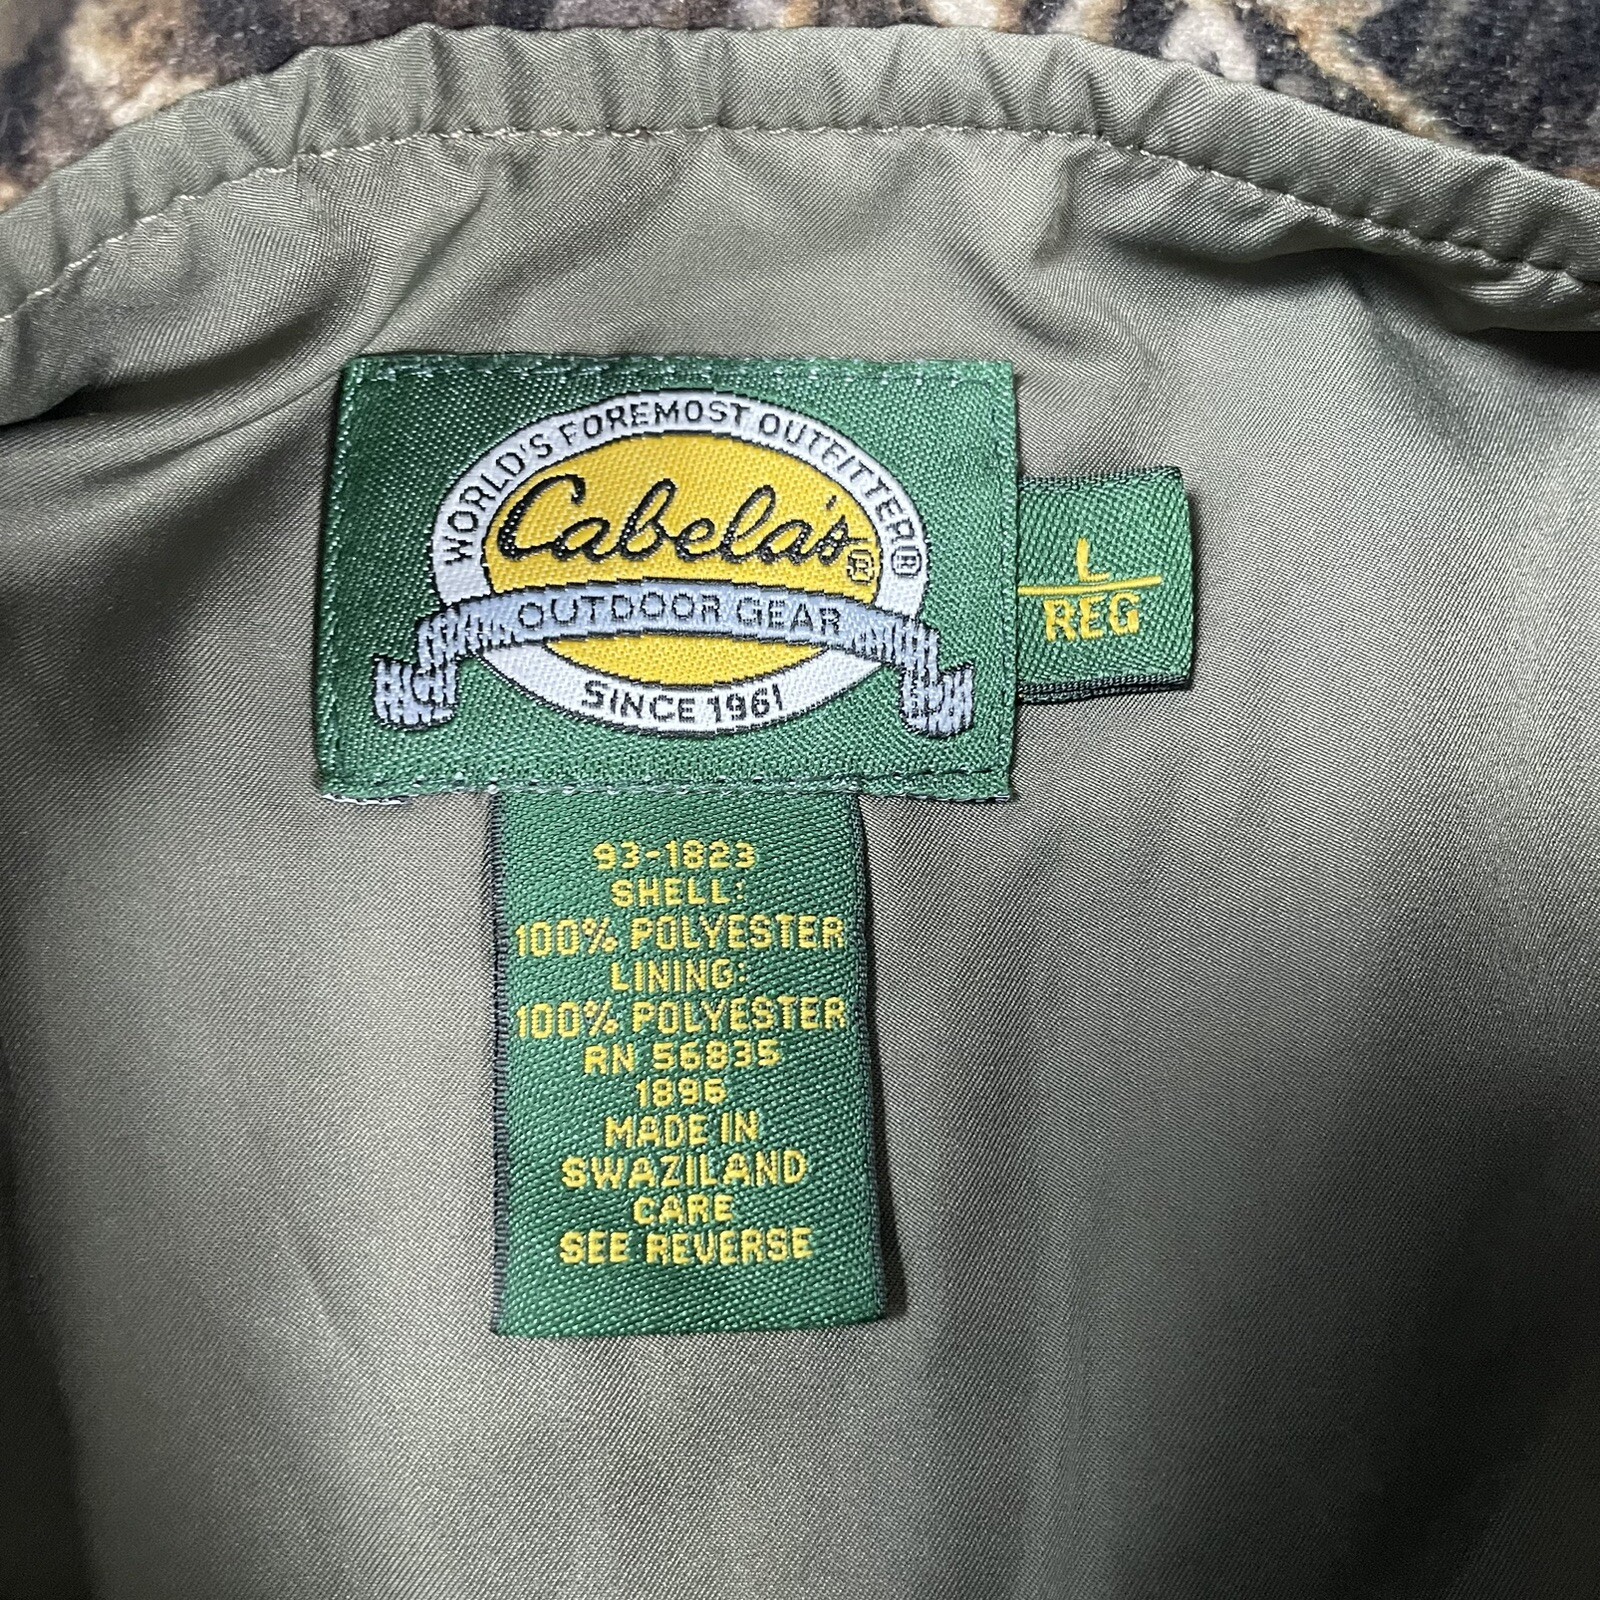 WORLD'S FOREMOST OUTFITTER®
Cabela's®
OUTDOOR GEAR
SINCE 1961
L
REG
93-1823
SHELL:
100% POLYESTER
LINING:
100% POLYESTER
RN 56835
1896
MADE IN
SWAZILAND
CARE
SEE REVERSE